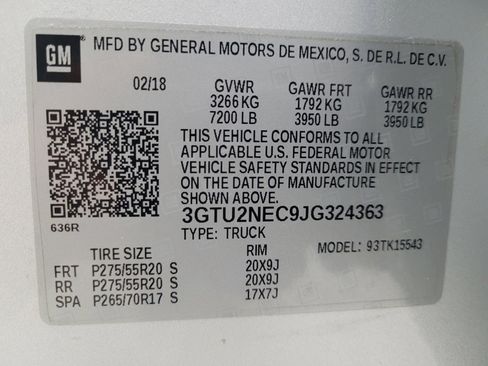 GM MFD BY GENERAL MOTORS DE MEXICO, S. DE R.L. DE C.V.
02/18 GVWR GAWR FRT GAWR RR
3266 KG 1792 KG 1792 KG
7200 LB 3950 LB 3950 LB
THIS VEHICLE CONFORMS TO ALL
APPLICABLE U.S. FEDERAL MOTOR
VEHICLE SAFETY STANDARDS IN EFFECT
ON THE DATE OF MANUFACTURE
SHOWN ABOVE.
636R 3GTU2NEC9JG324363
TYPE: TRUCK MODEL: 93TK15543
TIRE SIZE RIM
FRT P275/55R20 S 20X9J
RR P275/55R20 S 20X9J
SPA P265/70R17 S 17X7J